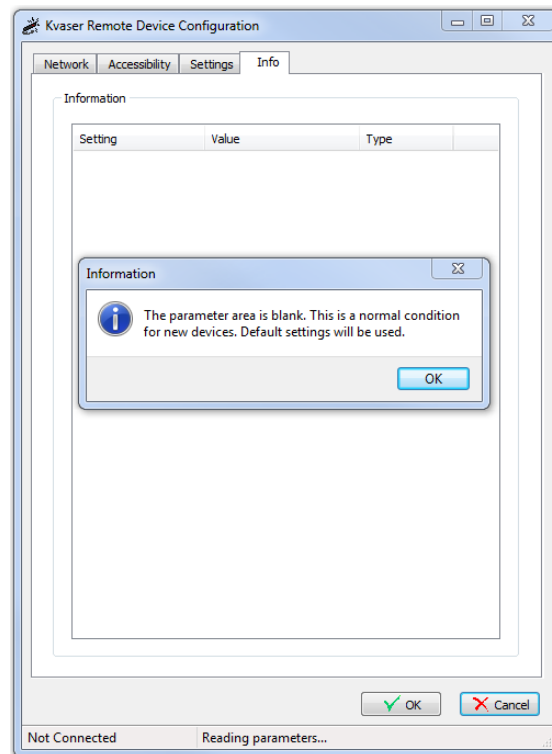 Kvaser Remote Device Configuration
Network Accessibility Settings Info
Information
Setting Value Type
Information
The parameter area is blank. This is a normal condition
for new devices. Default settings will be used.
OK
OK Cancel
Not Connected Reading parameters...